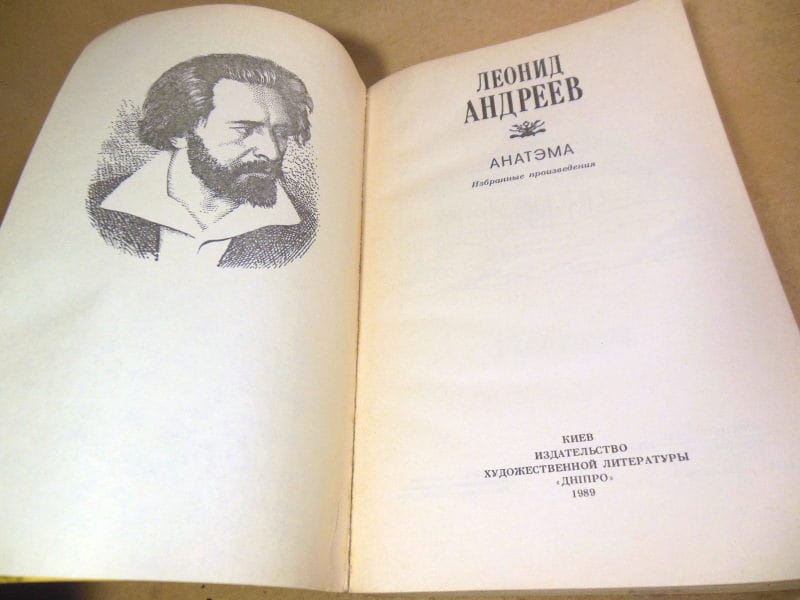 ЛЕОНИД
АНДРЕЕВ
АНАТЭМА
Избранные произведения
КИЕВ
ИЗДАТЕЛЬСТВО
ХУДОЖЕСТВЕННОЙ ЛИТЕРАТУРЫ
«ДНІПРО»
1989